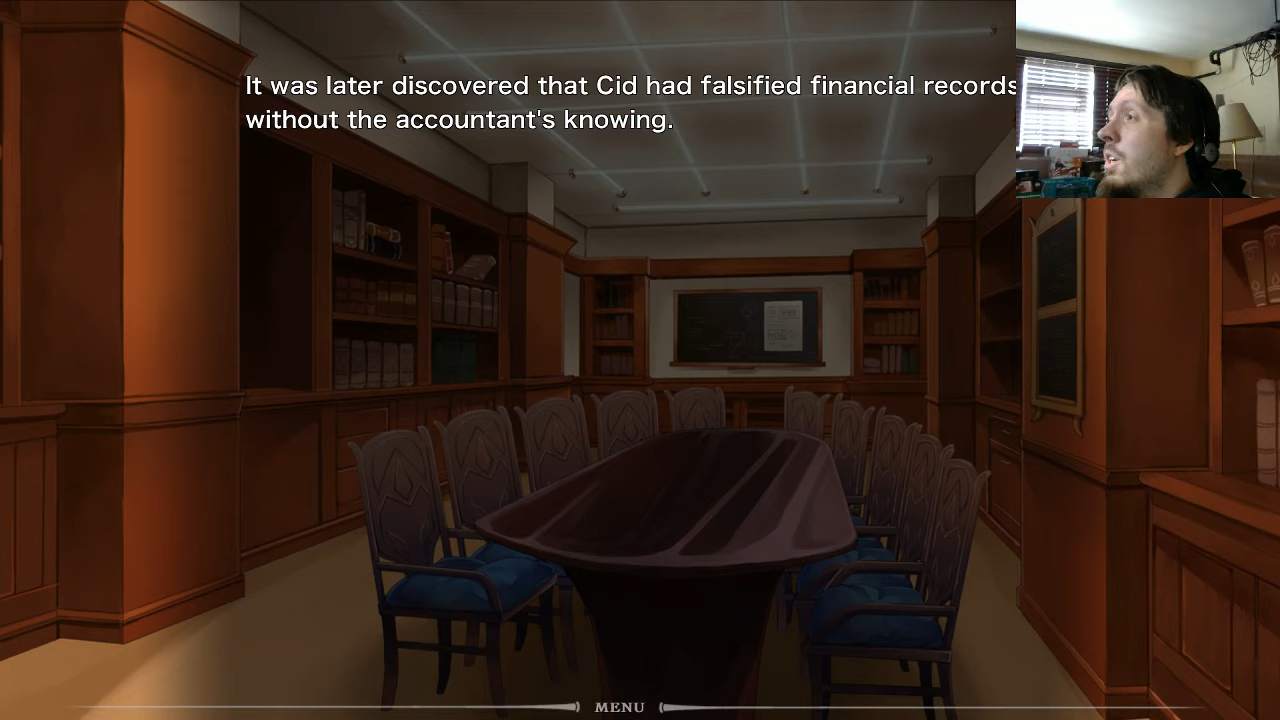 It was later discovered that Cid had falsified financial records
without the accountant's knowing.
MENU